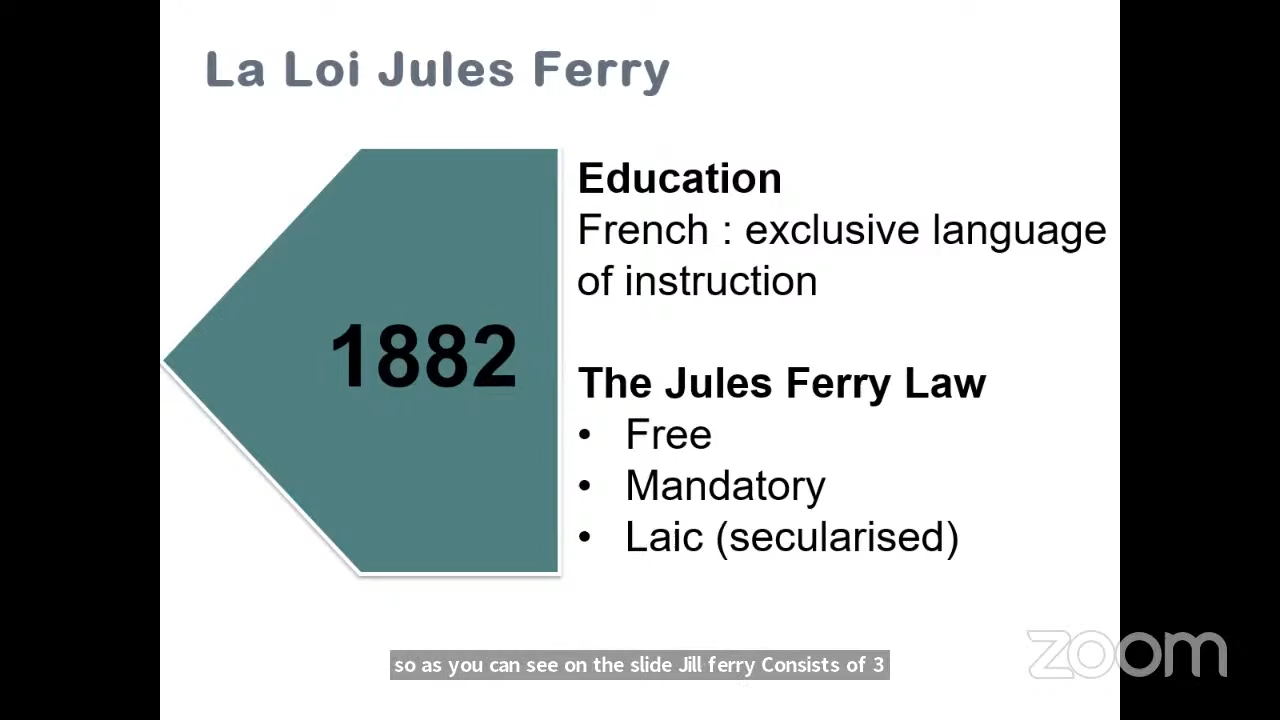 La Loi Jules Ferry
1882
Education
French : exclusive language
of instruction
The Jules Ferry Law
• Free
• Mandatory
• Laic (secularised)
so as you can see on the slide Jill ferry Consists of 3
zoom